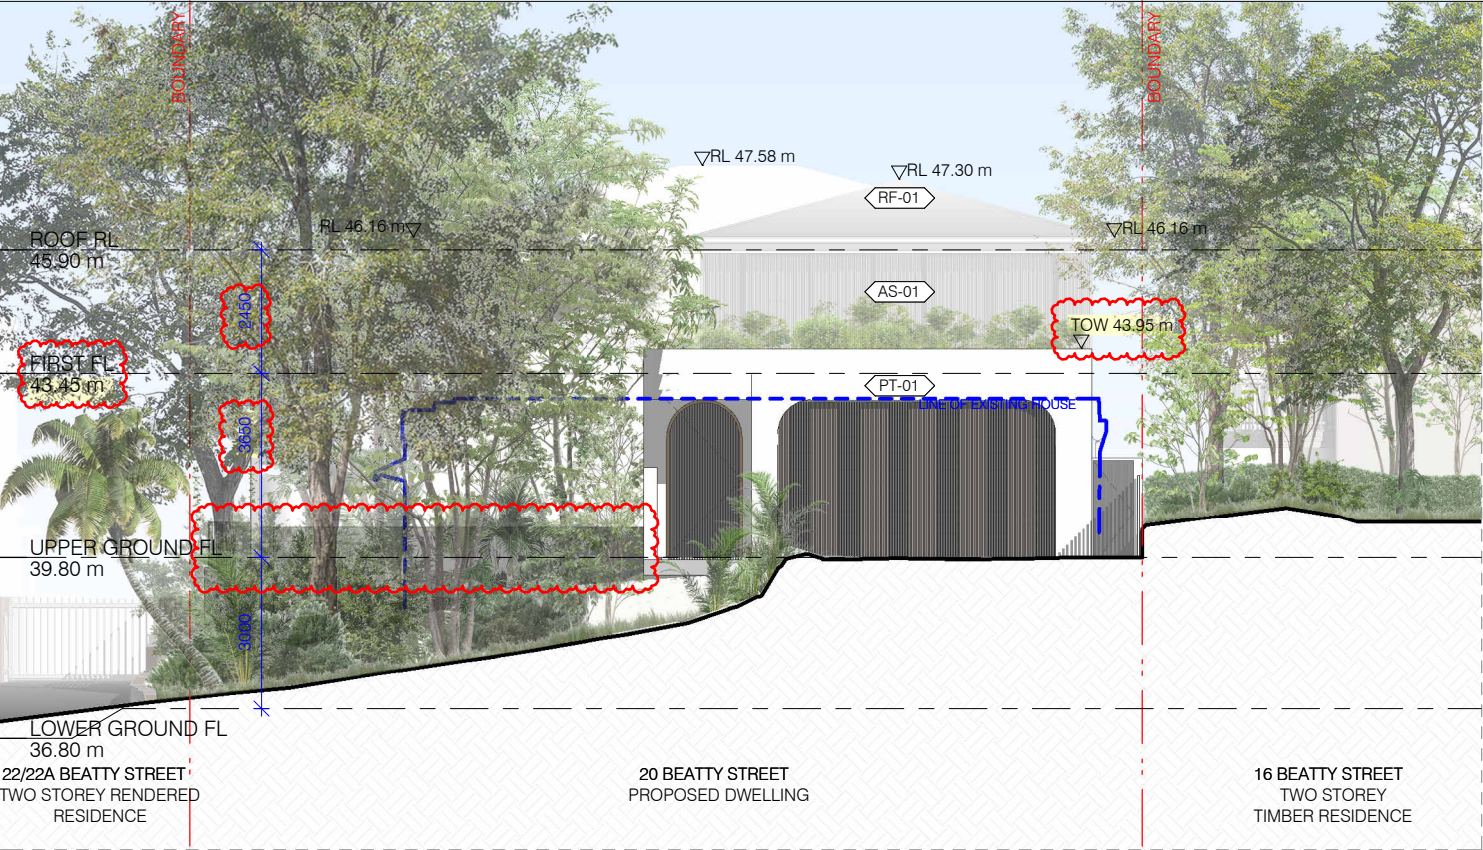 BOUNDARY
BOUNDARY
RL 47.58 m
RL 47.30 m
RF-01
RL 46.16 m
RL 46.16 m
ROOF RL
45.90 m
2450
AS-01
TOW 43.95 m
FIRST FL
43.45 m
PT-01
LINE OF EXISTING HOUSE
3650
UPPER GROUND FL
39.80 m
3000
LOWER GROUND FL
36.80 m
22/22A BEATTY STREET
TWO STOREY RENDERED
RESIDENCE
20 BEATTY STREET
PROPOSED DWELLING
16 BEATTY STREET
TWO STOREY
TIMBER RESIDENCE